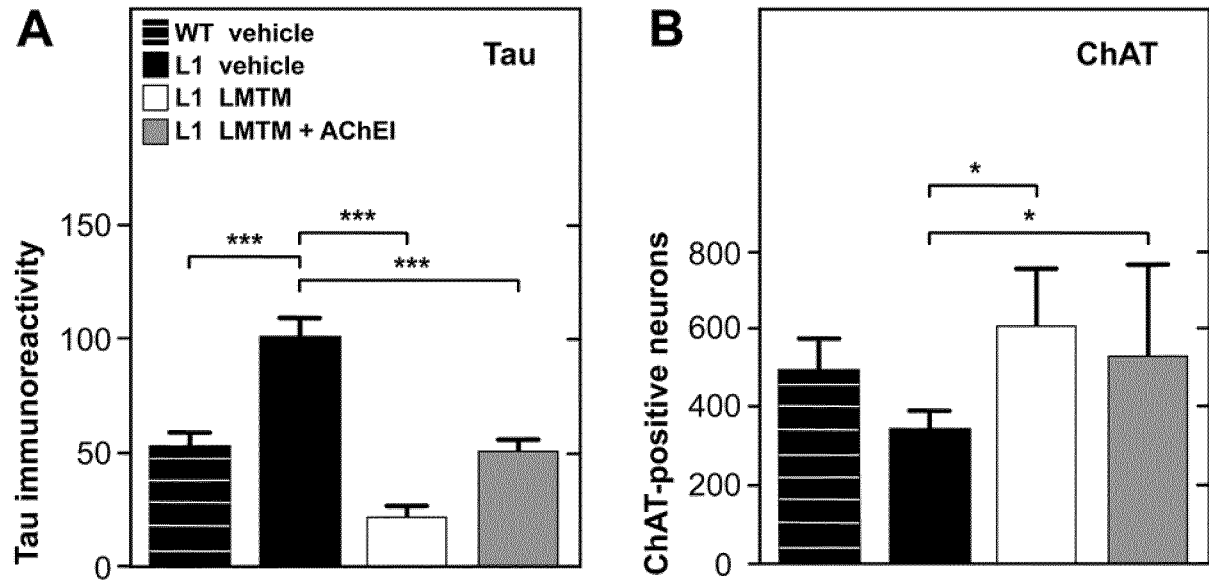 A
WT vehicle
L1 vehicle
L1 LMTM
L1 LMTM + AChEI
Tau
Tau immunoreactivity
150
100
50
0
***
***
***
B
ChAT
ChAT-positive neurons
800
600
400
200
0
*
*